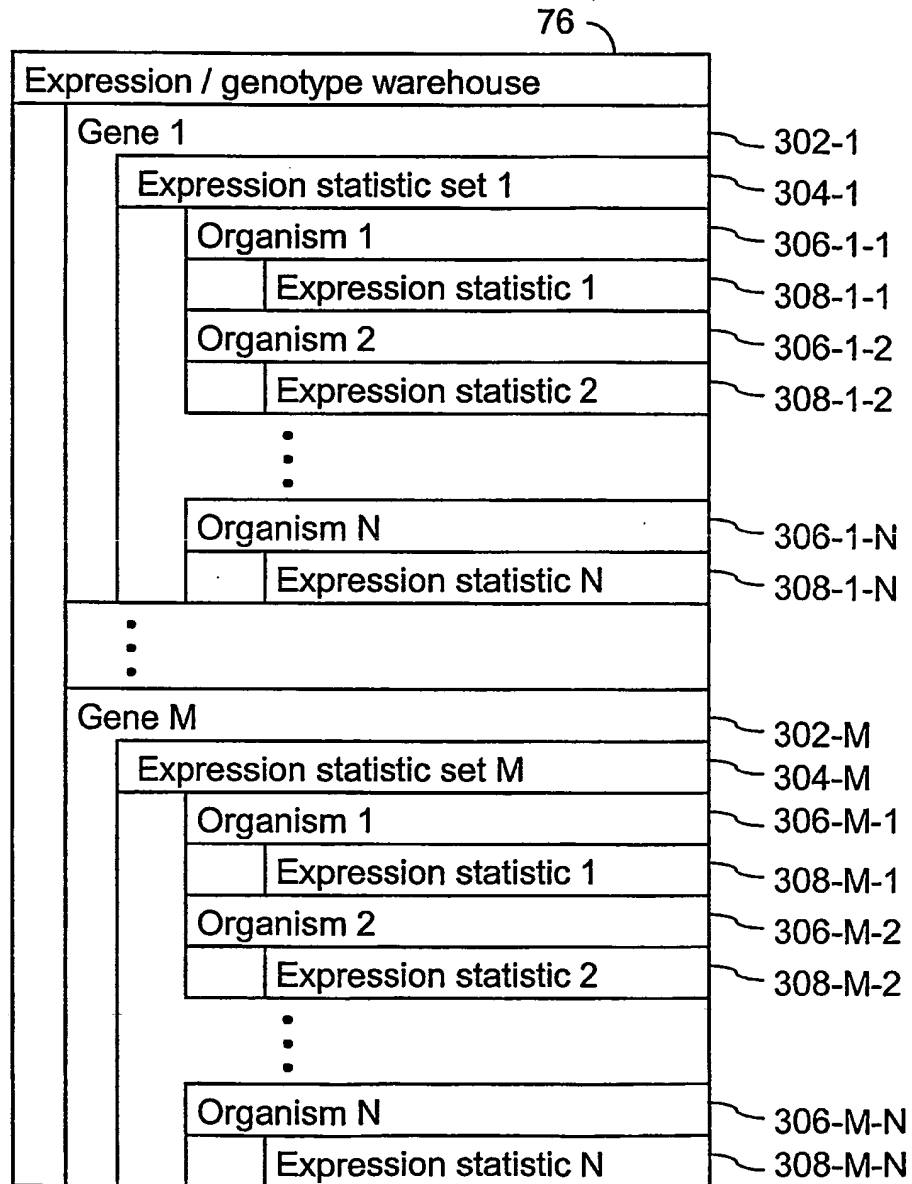 76
Expression / genotype warehouse
Gene 1 302-1
Expression statistic set 1 304-1
Organism 1 306-1-1
Expression statistic 1 308-1-1
Organism 2 306-1-2
Expression statistic 2 308-1-2
Organism N 306-1-N
Expression statistic N 308-1-N
Gene M 302-M
Expression statistic set M 304-M
Organism 1 306-M-1
Expression statistic 1 308-M-1
Organism 2 306-M-2
Expression statistic 2 308-M-2
Organism N 306-M-N
Expression statistic N 308-M-N